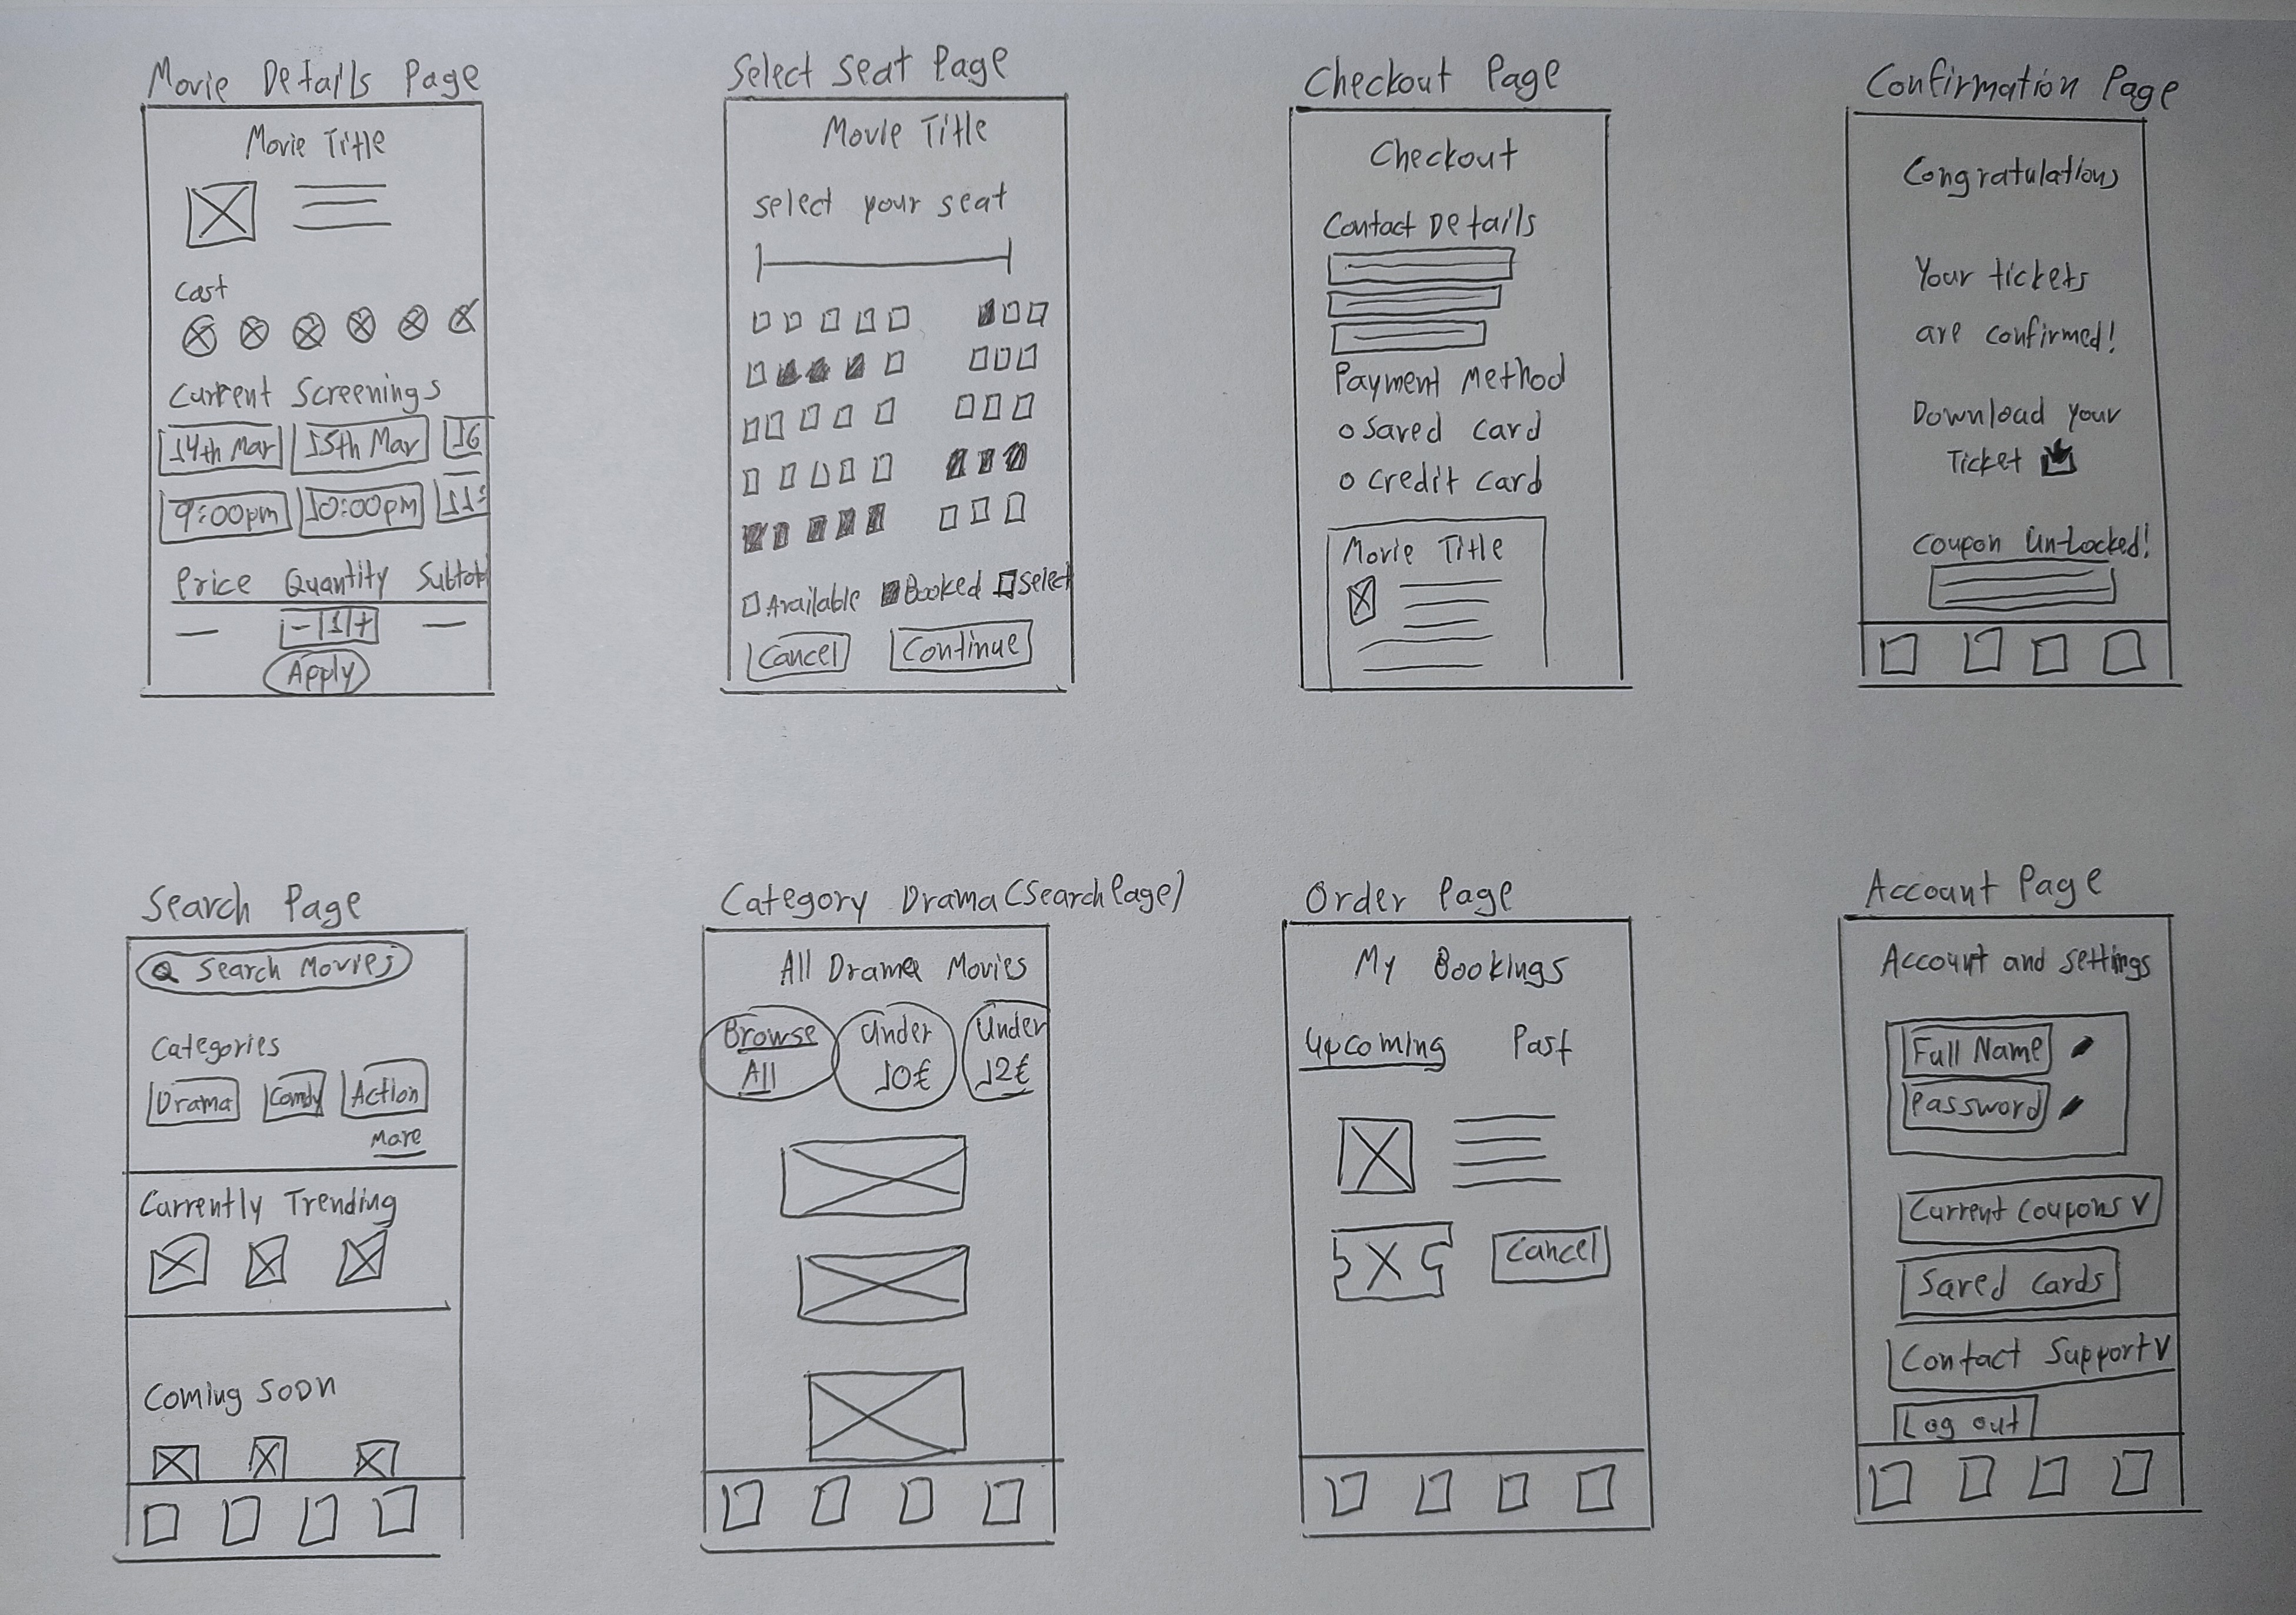 Movie Details Page
Movie Title
Cast
Current Screenings
14th Mar 15th Mar 16
9:00pm 10:00pm 11:
Price Quantity Subtot
- 1 +
Apply
Select Seat Page
Movie Title
select your seat
Available Booked Select
Cancel Continue
Checkout Page
Checkout
Contact Details
Payment Method
Saved card
credit card
Movie Title
Confirmation Page
Congratulations
Your tickets
are confirmed!
Download your
Ticket
Coupon Un-Locked!
Search Page
Search Movies
Categories
Drama Comdy Action
More
Currently Trending
Coming Soon
Category Drama (Search Page)
All Drama Movies
Browse All
Under 10€
Under 12€
Order Page
My Bookings
Upcoming Past
Cancel
Account Page
Account and settings
Full Name
Password
Current Coupons V
Saved Cards
Contact Support V
Log out